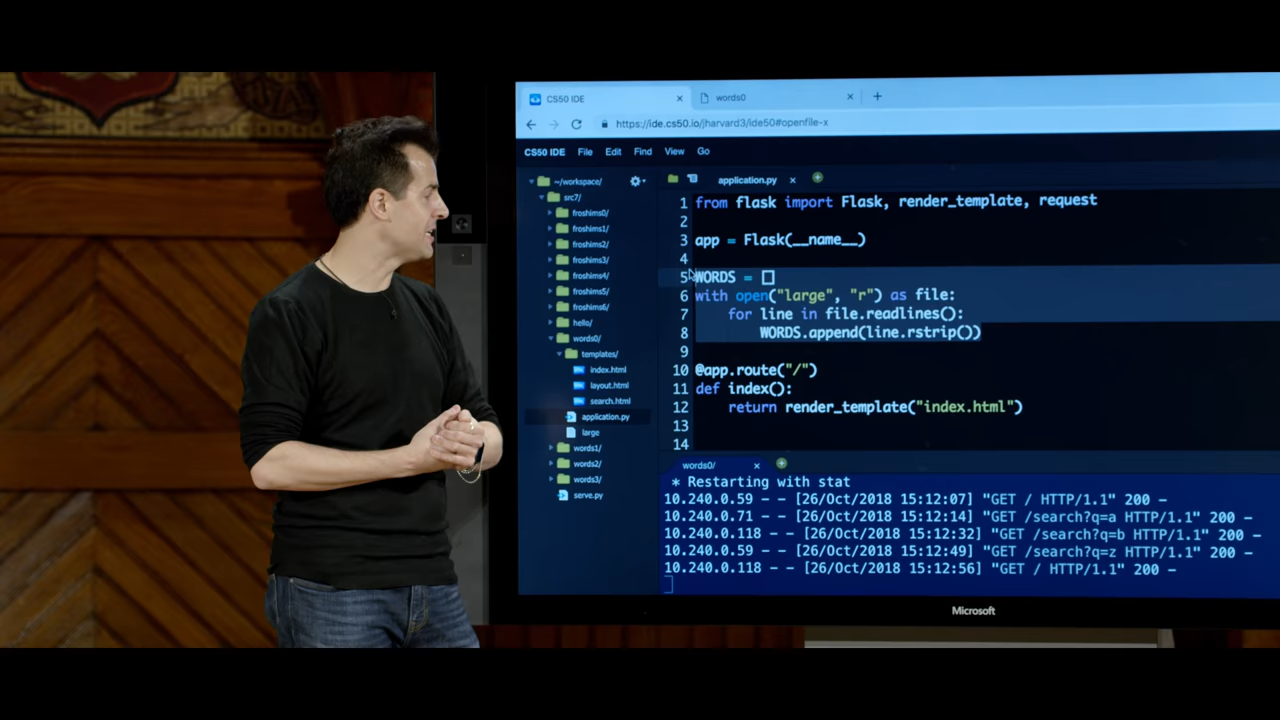 CS50 IDE
words0
https://ide.cs50.io/jharvard3/ide50#openfile-x
CS50 IDE File Edit Find View Go
~/workspace/
src7/
froshims0/
froshims1/
froshims2/
froshims3/
froshims4/
froshims5/
froshims6/
hello/
words0/
templates/
index.html
layout.html
search.html
application.py
large
words1/
words2/
words3/
serve.py
application.py
1 from flask import Flask, render_template, request
2
3 app = Flask(__name__)
4
5 WORDS = []
6 with open("large", "r") as file:
7 for line in file.readlines():
8 WORDS.append(line.rstrip())
9
10 @app.route("/")
11 def index():
12 return render_template("index.html")
13
14
words0/
* Restarting with stat
10.240.0.59 - - [26/Oct/2018 15:12:07] "GET / HTTP/1.1" 200 -
10.240.0.71 - - [26/Oct/2018 15:12:14] "GET /search?q=a HTTP/1.1" 200 -
10.240.0.118 - - [26/Oct/2018 15:12:32] "GET /search?q=b HTTP/1.1" 200 -
10.240.0.59 - - [26/Oct/2018 15:12:49] "GET /search?q=z HTTP/1.1" 200 -
10.240.0.118 - - [26/Oct/2018 15:12:56] "GET / HTTP/1.1" 200 -
Microsoft